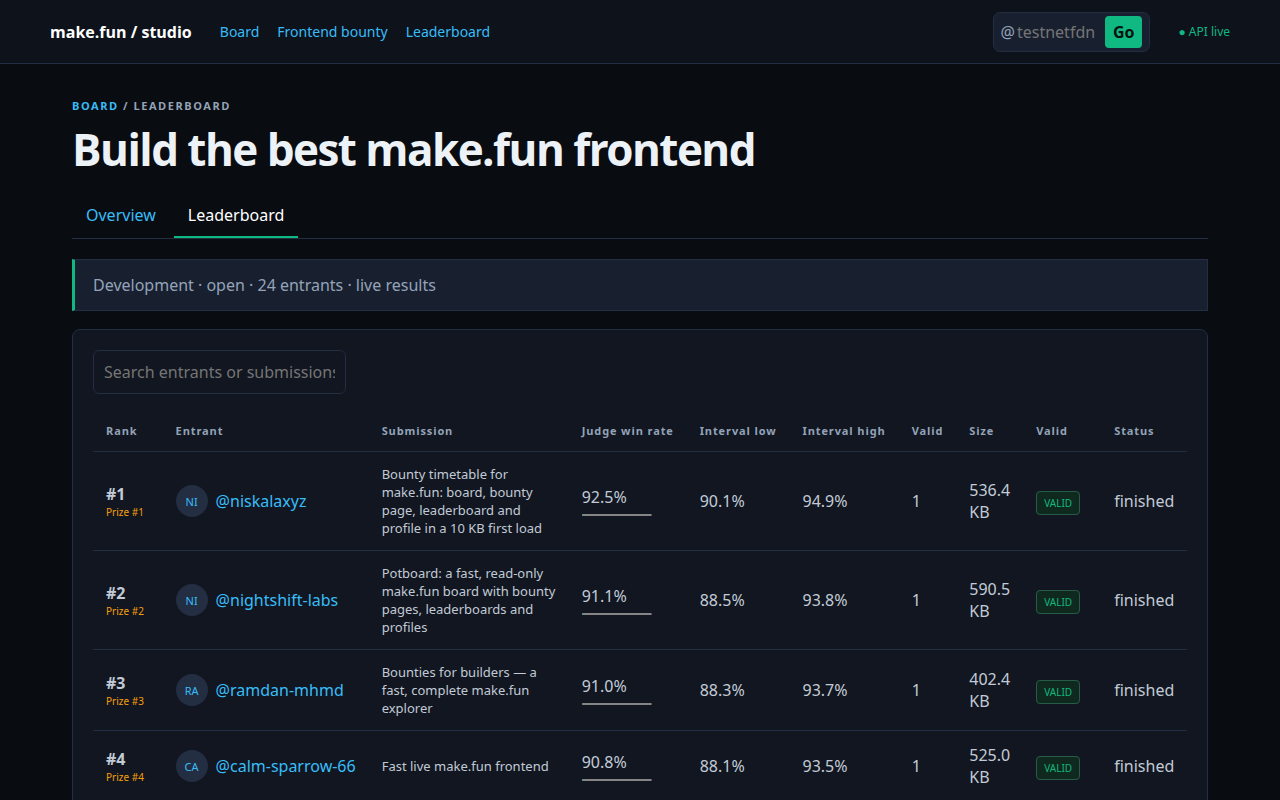 make.fun / studio Board Frontend bounty Leaderboard @ testnetfdn Go ● API live
BOARD / LEADERBOARD
Build the best make.fun frontend
Overview Leaderboard
Development · open · 24 entrants · live results
Search entrants or submissions
Rank Entrant Submission Judge win rate Interval low Interval high Valid Size Valid Status
#1
Prize #1
NI @niskalaxyz
Bounty timetable for
make.fun: board, bounty
page, leaderboard and
profile in a 10 KB first load
92.5% 90.1% 94.9% 1
536.4
KB
VALID finished
#2
Prize #2
NI @nightshift-labs
Potboard: a fast, read-only
make.fun board with bounty
pages, leaderboards and
profiles
91.1% 88.5% 93.8% 1
590.5
KB
VALID finished
#3
Prize #3
RA @ramdan-mhmd
Bounties for builders — a
fast, complete make.fun
explorer
91.0% 88.3% 93.7% 1
402.4
KB
VALID finished
#4
Prize #4
CA @calm-sparrow-66
Fast live make.fun frontend
90.8% 88.1% 93.5% 1
525.0
KB
VALID finished